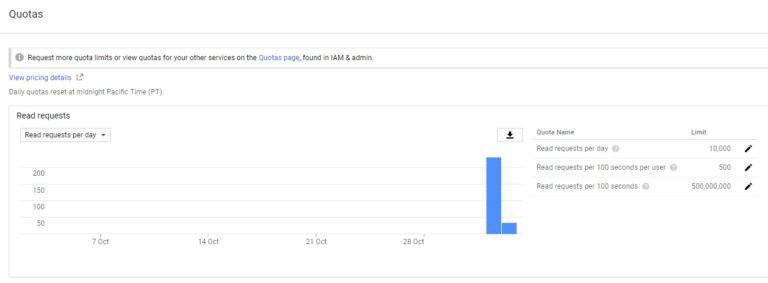 Quotas
Request more quota limits or view quotas for your other services on the Quotas page, found in IAM & admin.
View pricing details
Daily quotas reset at midnight Pacific Time (PT).
Read requests
Read requests per day
200
150
100
50
7 Oct 14 Oct 21 Oct 28 Oct
Quota Name Limit
Read requests per day 10,000
Read requests per 100 seconds per user 500
Read requests per 100 seconds 500,000,000